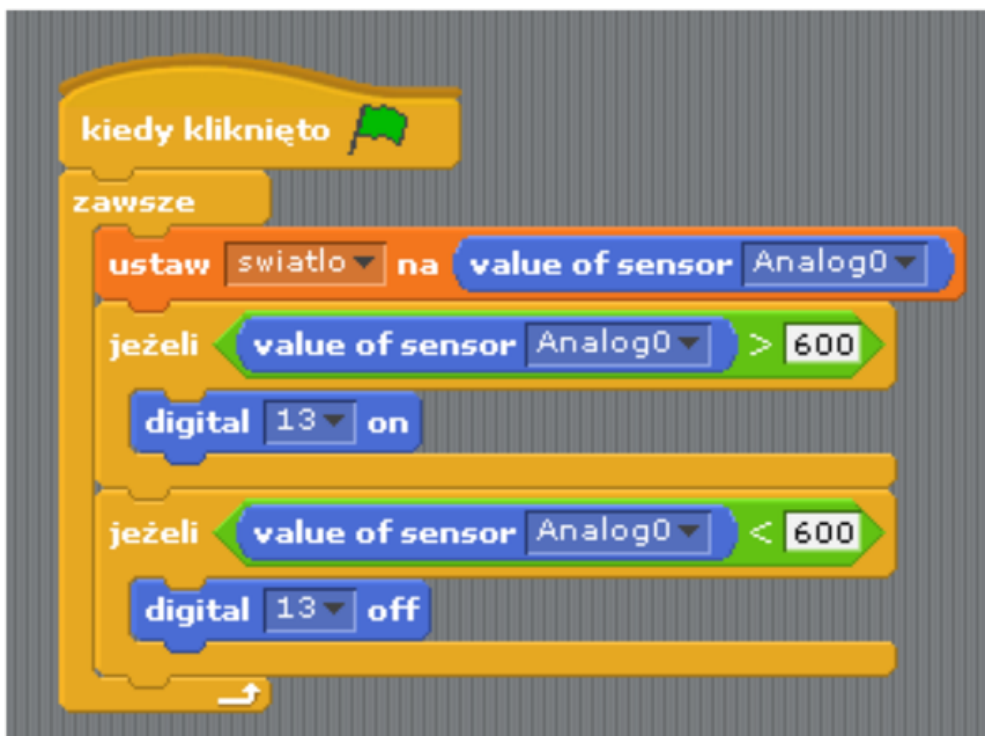 kiedy kliknięto
zawsze
ustaw swiatlo na value of sensor Analog0
jeżeli value of sensor Analog0 > 600
digital 13 on
jeżeli value of sensor Analog0 < 600
digital 13 off